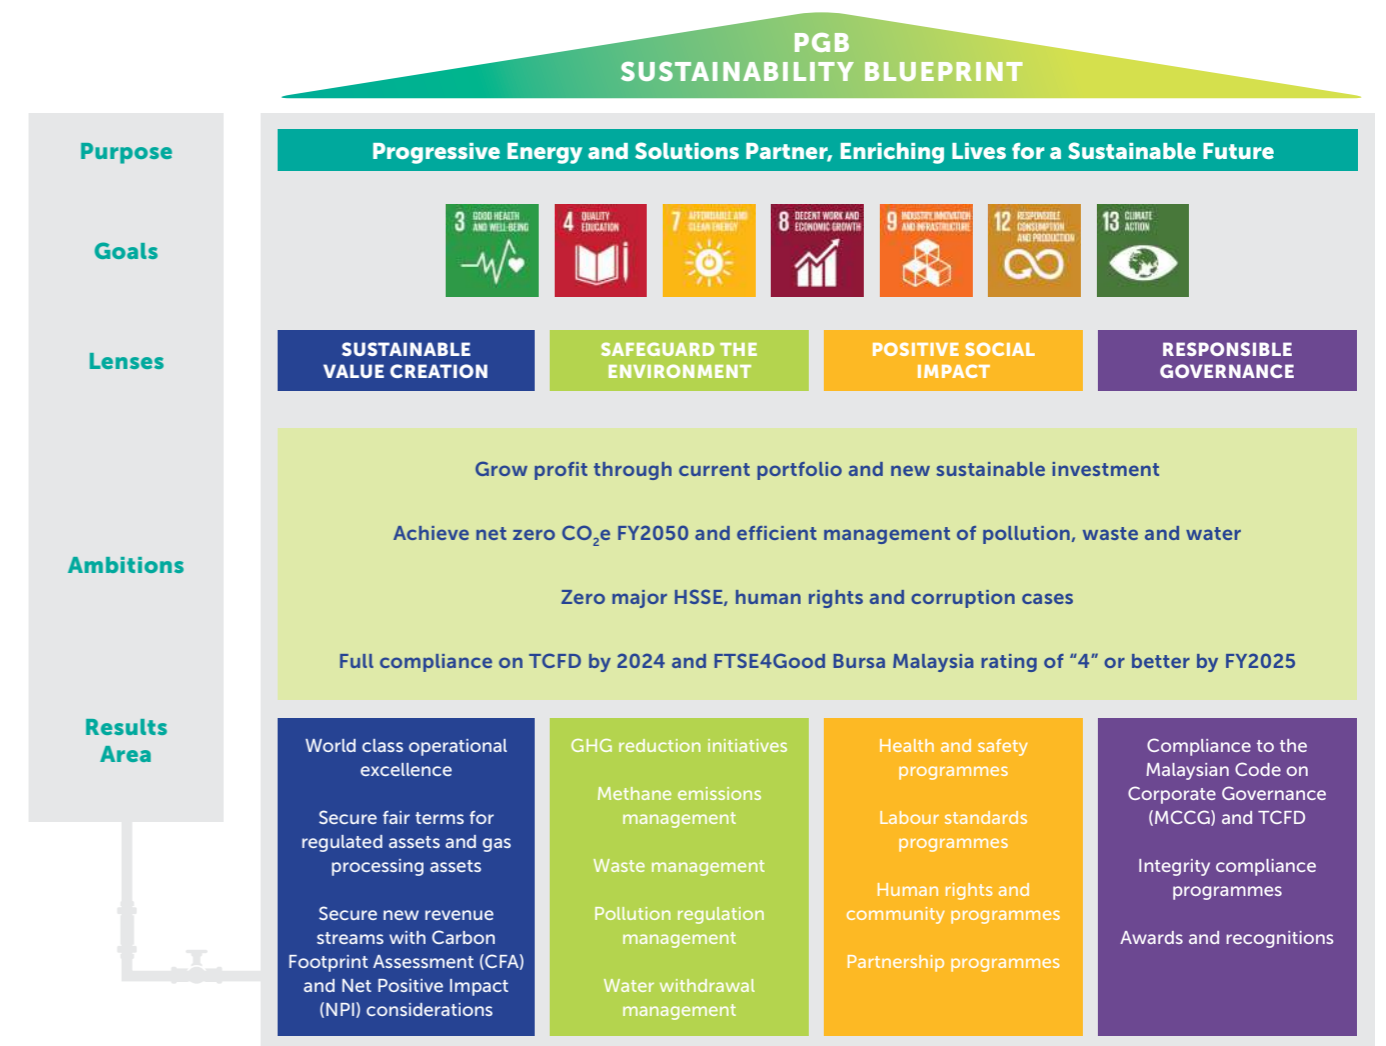 PGB
SUSTAINABILITY BLUEPRINT
Purpose
Progressive Energy and Solutions Partner, Enriching Lives for a Sustainable Future
Goals
3 GOOD HEALTH
AND WELL-BEING
4 QUALITY
EDUCATION
7 AFFORDABLE AND
CLEAN ENERGY
8 DECENT WORK AND
ECONOMIC GROWTH
9 INDUSTRY, INNOVATION
AND INFRASTRUCTURE
12 RESPONSIBLE
CONSUMPTION
AND PRODUCTION
13 CLIMATE
ACTION
Lenses
SUSTAINABLE
VALUE CREATION
SAFEGUARD THE
ENVIRONMENT
POSITIVE SOCIAL
IMPACT
RESPONSIBLE
GOVERNANCE
Ambitions
Grow profit through current portfolio and new sustainable investment
Achieve net zero CO₂e FY2050 and efficient management of pollution, waste and water
Zero major HSSE, human rights and corruption cases
Full compliance on TCFD by 2024 and FTSE4Good Bursa Malaysia rating of “4” or better by FY2025
Results
Area
World class operational
excellence
Secure fair terms for
regulated assets and gas
processing assets
Secure new revenue
streams with Carbon
Footprint Assessment (CFA)
and Net Positive Impact
(NPI) considerations
GHG reduction initiatives
Methane emissions
management
Waste management
Pollution regulation
management
Water withdrawal
management
Health and safety
programmes
Labour standards
programmes
Human rights and
community programmes
Partnership programmes
Compliance to the
Malaysian Code on
Corporate Governance
(MCCG) and TCFD
Integrity compliance
programmes
Awards and recognitions